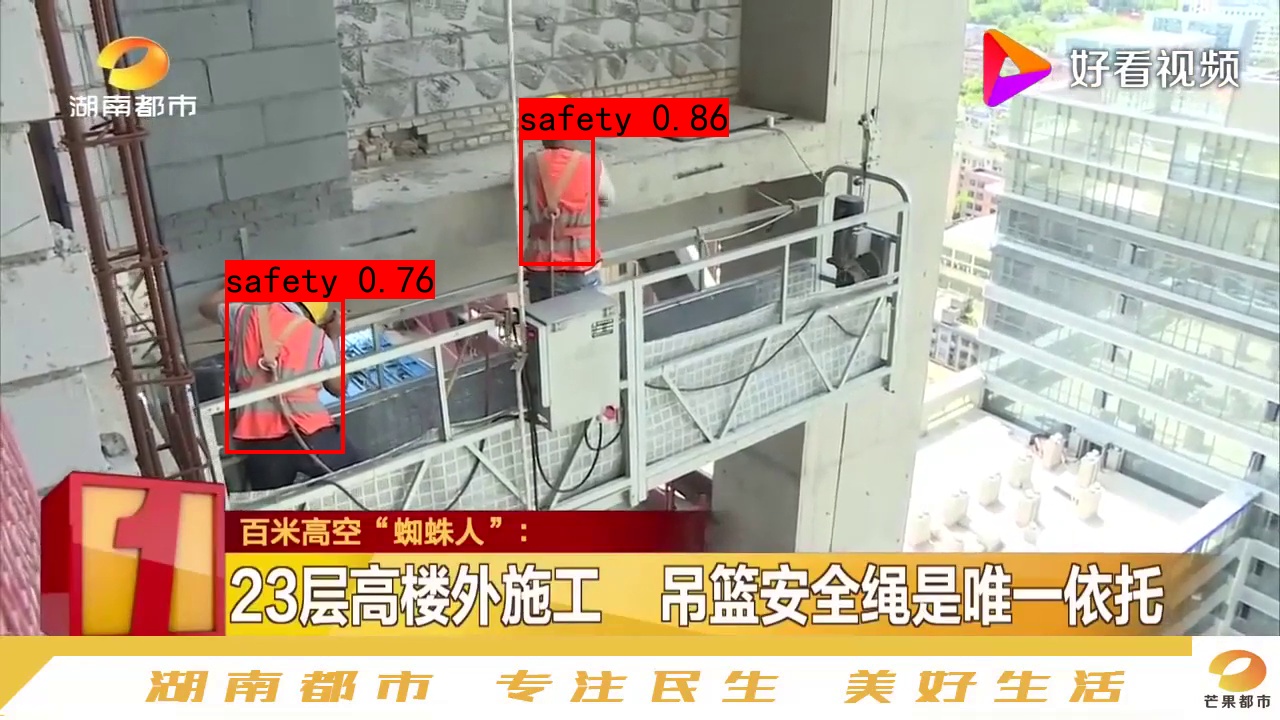 湖南都市
好看视频
safety 0.86
safety 0.76
百米高空“蜘蛛人”：
23层高楼外施工 吊篮安全绳是唯一依托
湖南都市 专注民生 美好生活
芒果都市